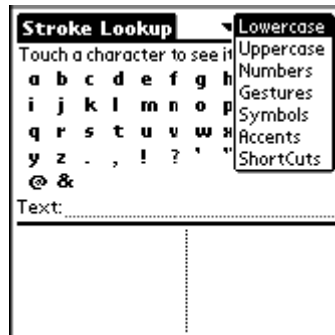 Stroke Lookup
Touch a character to see it
a b c d e f g h
i j k l m n o p
q r s t u v w x
y z . , ! ? ' "
@ &
Text:
Lowercase
Uppercase
Numbers
Gestures
Symbols
Accents
ShortCuts